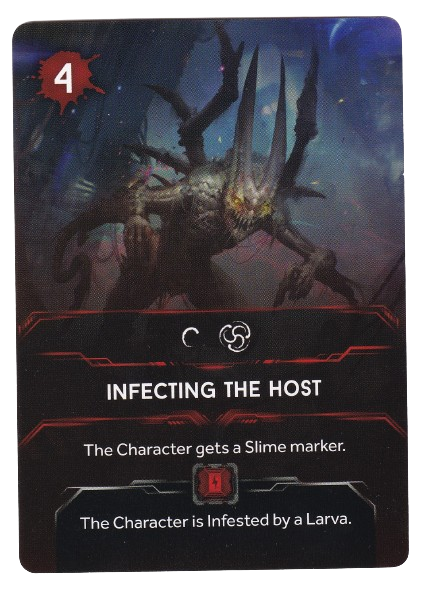 4
INFECTING THE HOST
The Character gets a Slime marker.
The Character is Infested by a Larva.